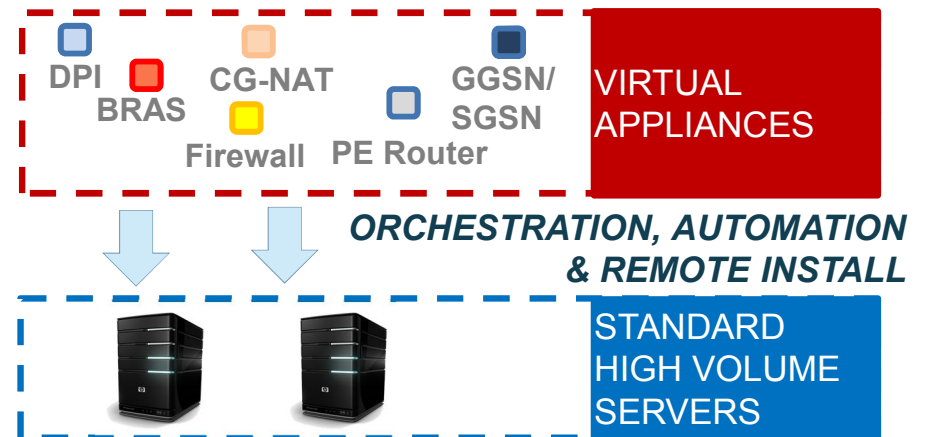 DPI
BRAS
CG-NAT
Firewall
PE Router
GGSN/
SGSN
VIRTUAL
APPLIANCES
ORCHESTRATION, AUTOMATION
& REMOTE INSTALL
STANDARD
HIGH VOLUME
SERVERS